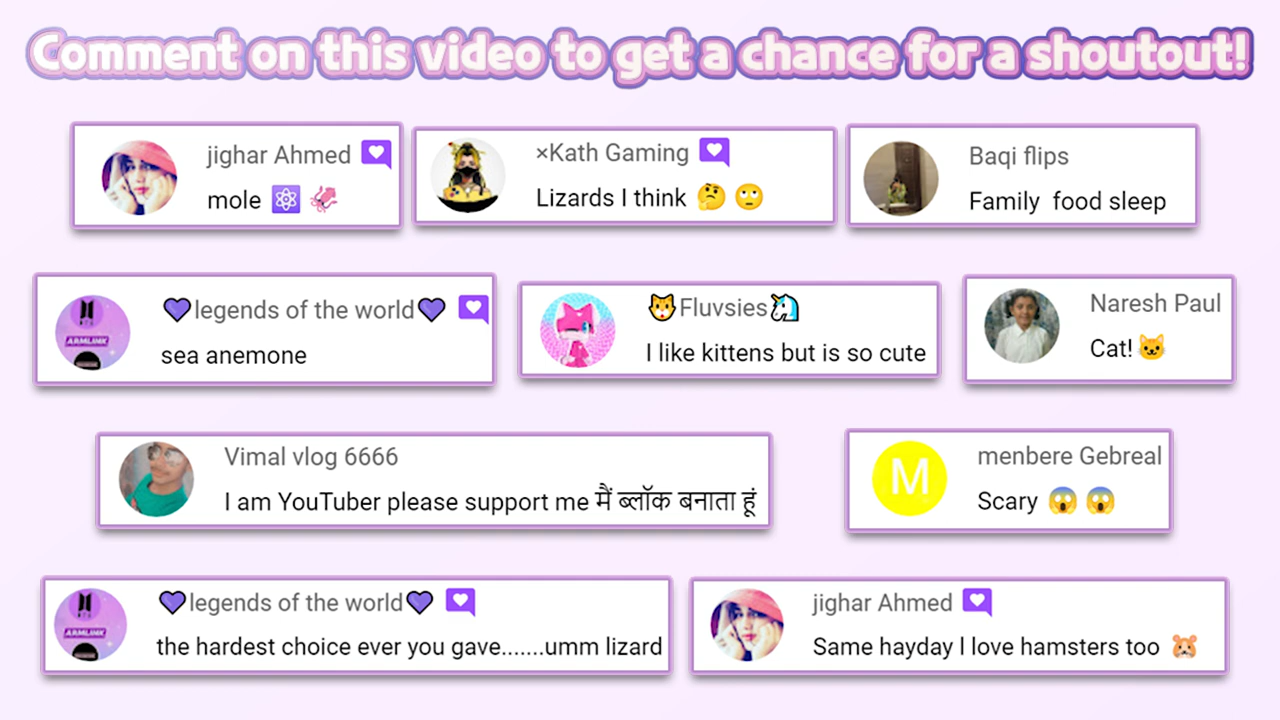 Comment on this video to get a chance for a shoutout!
jighar Ahmed
mole ⚛️ 🦑
×Kath Gaming
Lizards I think 🤔 🙄
Baqi flips
Family food sleep
💜legends of the world💜
sea anemone
🐱Fluvsies🦄
I like kittens but is so cute
Naresh Paul
Cat!🐱
Vimal vlog 6666
I am YouTuber please support me मैं ब्लॉक बनाता हूं
M
menbere Gebreal
Scary 😱 😱
💜legends of the world💜
the hardest choice ever you gave.......umm lizard
jighar Ahmed
Same hayday I love hamsters too 🐹
ARMLINK
ARMLINK